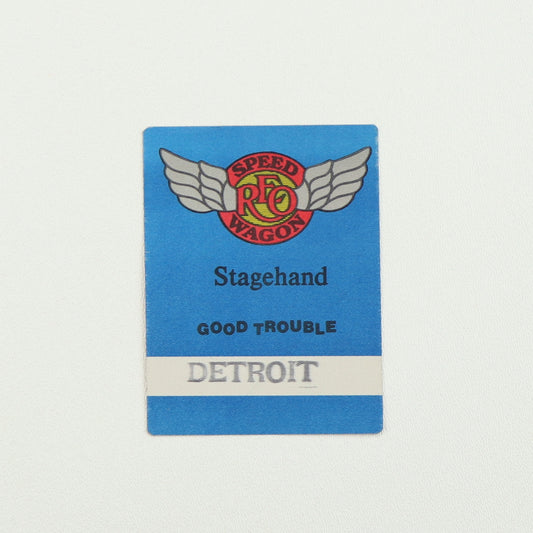 SPEED
REO
WAGON
Stagehand
GOOD TROUBLE
DETROIT